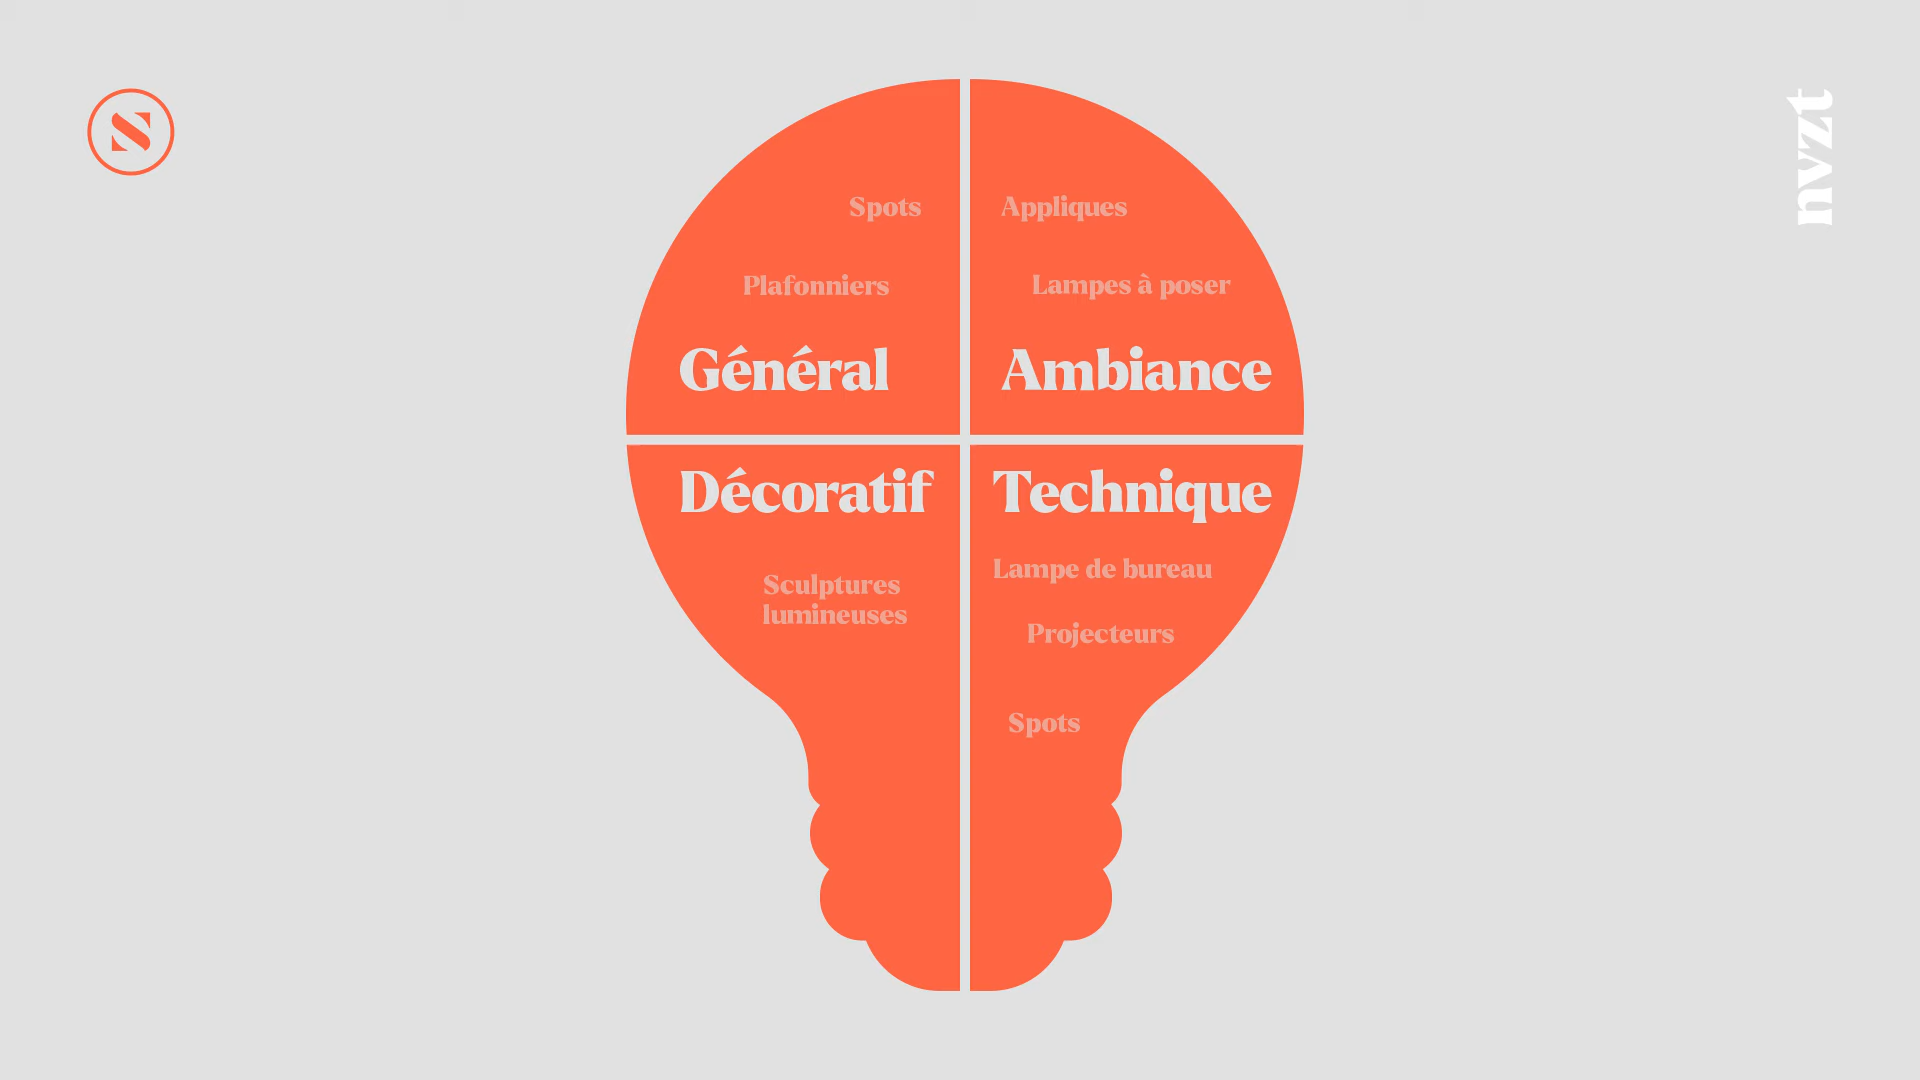 S
nvzt
Spots
Plafonniers
Général
Appliques
Lampes à poser
Ambiance
Décoratif
Sculptures
lumineuses
Technique
Lampe de bureau
Projecteurs
Spots